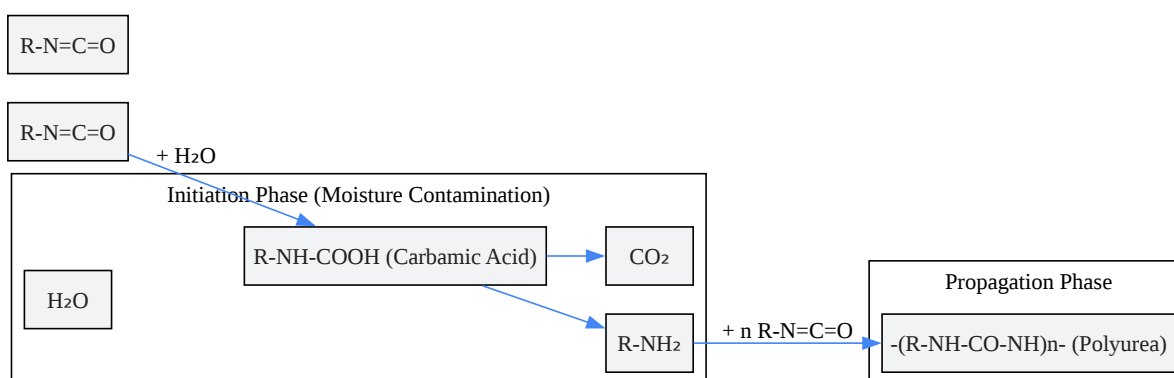 R-N=C=O
R-N=C=O
+ H₂O
Initiation Phase (Moisture Contamination)
R-NH-COOH (Carbamic Acid)
CO₂
H₂O
Propagation Phase
R-NH₂
+ n R-N=C=O
-(R-NH-CO-NH)n- (Polyurea)